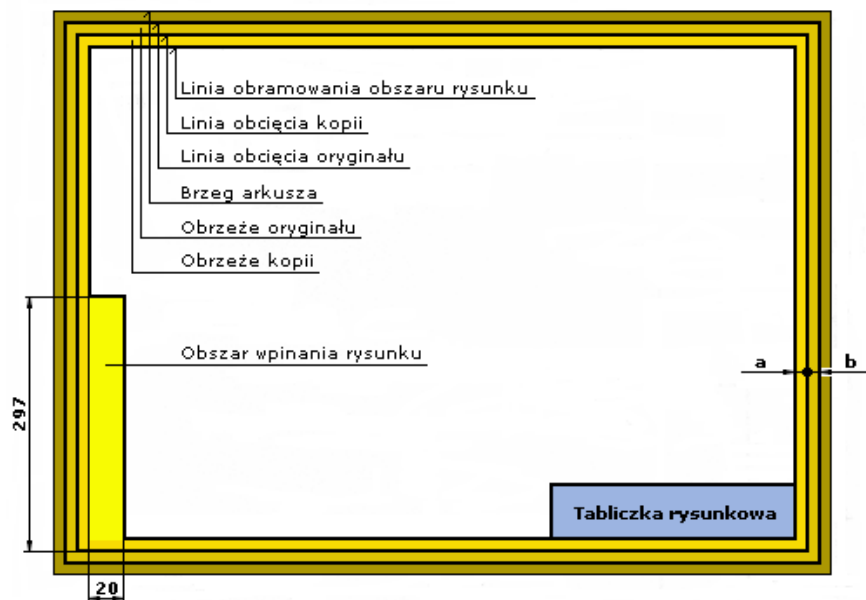 Linia obramowania obszaru rysunku
Linia obcięcia kopii
Linia obcięcia oryginału
Brzeg arkusza
Obrzeże oryginału
Obrzeże kopii
Obszar wpinania rysunku
a b
297
Tabliczka rysunkowa
20